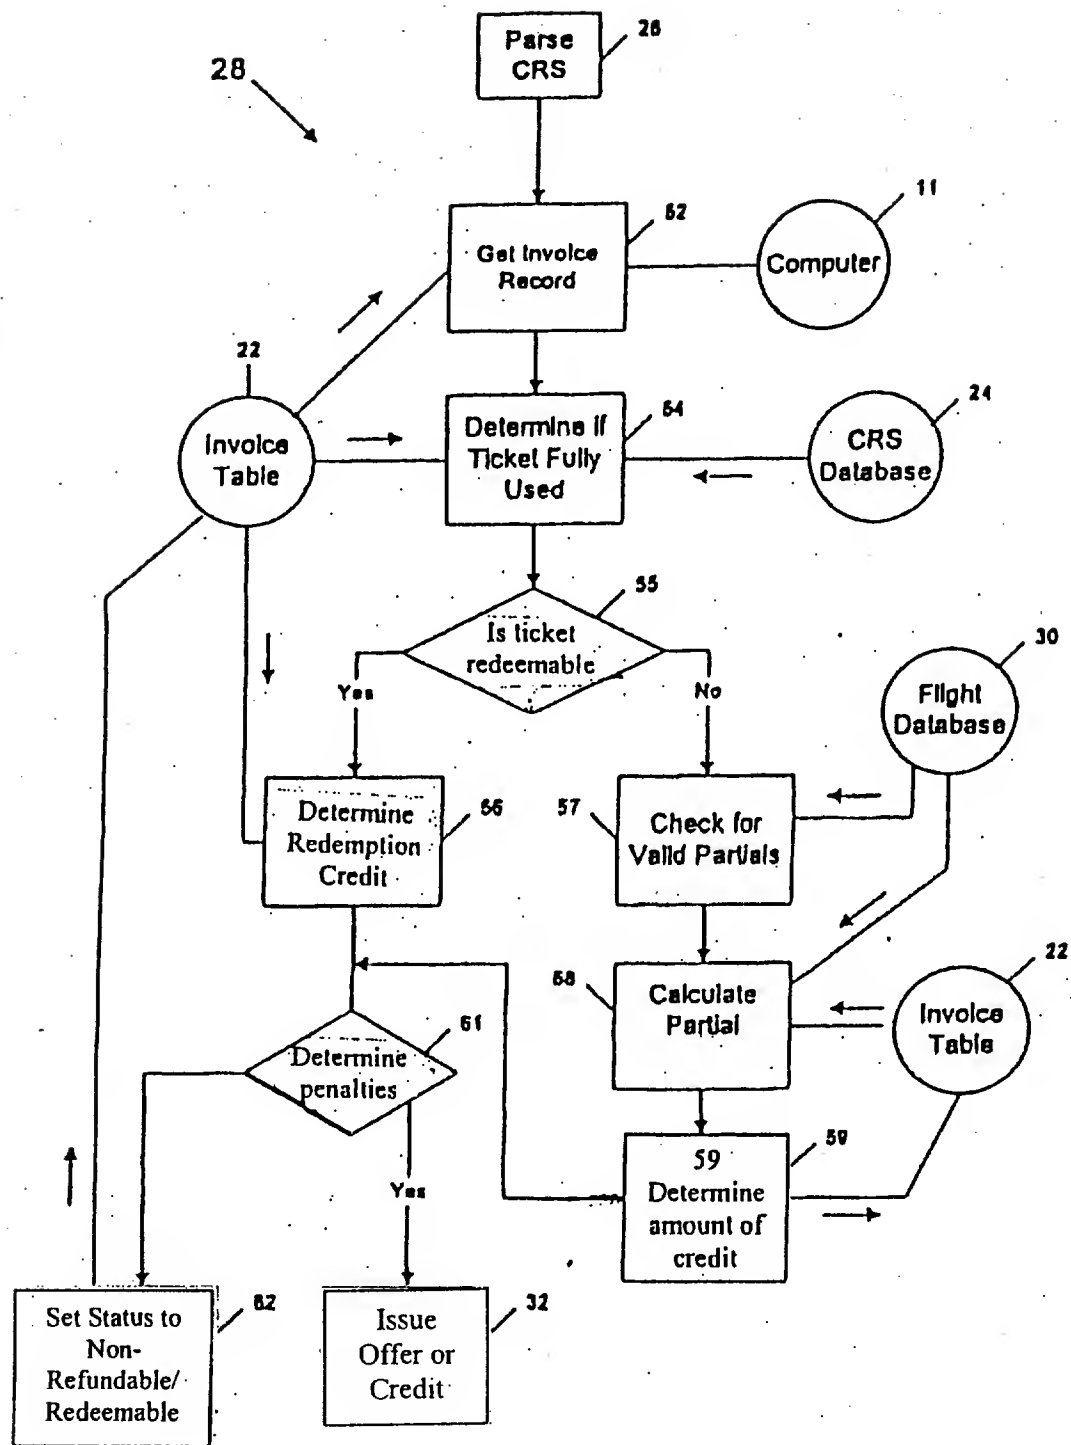 Parse
CRS
26
28
Get Invoice
Record
52
Computer
11
22
Invoice
Table
Determine if
Ticket Fully
Used
54
CRS
Database
24
Is ticket
redeemable
55
Yes
No
Flight
Database
30
Determine
Redemption
Credit
56
57
Check for
Valid Partials
58
Calculate
Partial
22
Invoice
Table
Determine
penalties
61
Yes
59
Determine
amount of
credit
59
Set Status to
Non-
Refundable/
Redeemable
62
Issue
Offer or
Credit
32